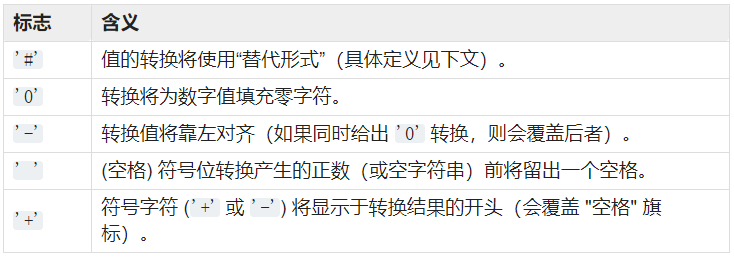 标志 含义
'#' 值的转换将使用“替代形式”（具体定义见下文）。
'0' 转换将为数字值填充零字符。
'-' 转换值将靠左对齐（如果同时给出 '0' 转换，则会覆盖后者）。
' ' (空格) 符号位转换产生的正数（或空字符串）前将留出一个空格。
'+' 符号字符 ('+' 或 '-') 将显示于转换结果的开头（会覆盖 "空格" 旗
标）。